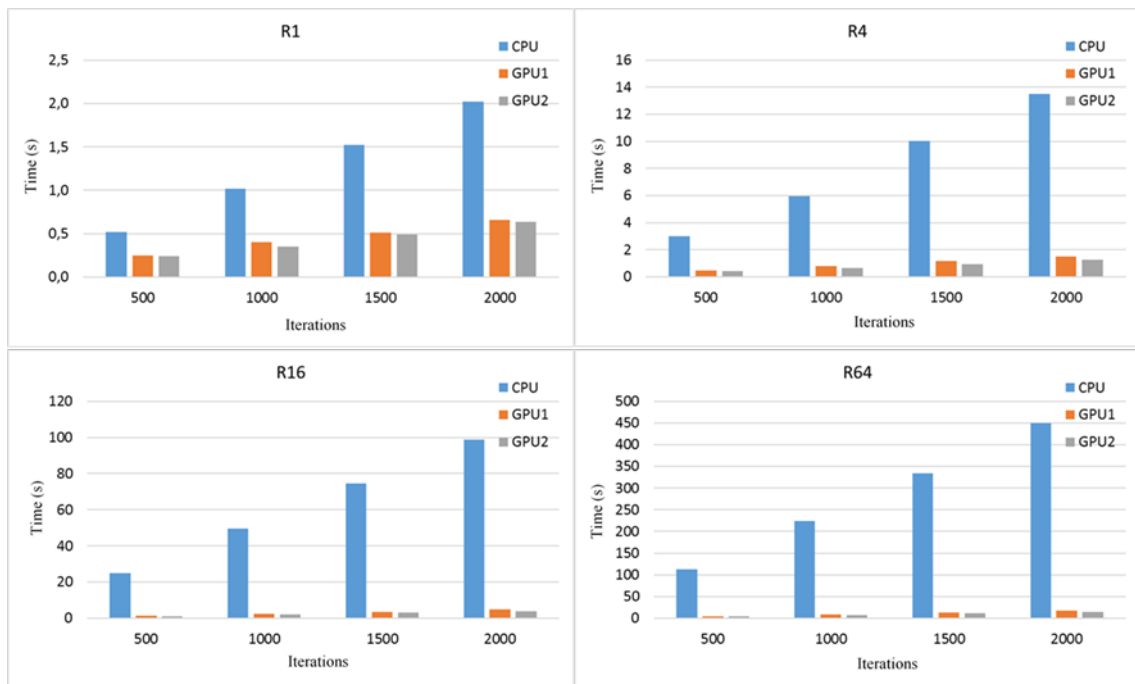 R1
CPU
GPU1
GPU2
2,5
2,0
1,5
1,0
0,5
0,0
Time (s)
500 1000 1500 2000
Iterations
R4
CPU
GPU1
GPU2
16
14
12
10
8
6
4
2
0
Time (s)
500 1000 1500 2000
Iterations
R16
CPU
GPU1
GPU2
120
100
80
60
40
20
0
Time (s)
500 1000 1500 2000
Iterations
R64
CPU
GPU1
GPU2
500
450
400
350
300
250
200
150
100
50
0
Time (s)
500 1000 1500 2000
Iterations